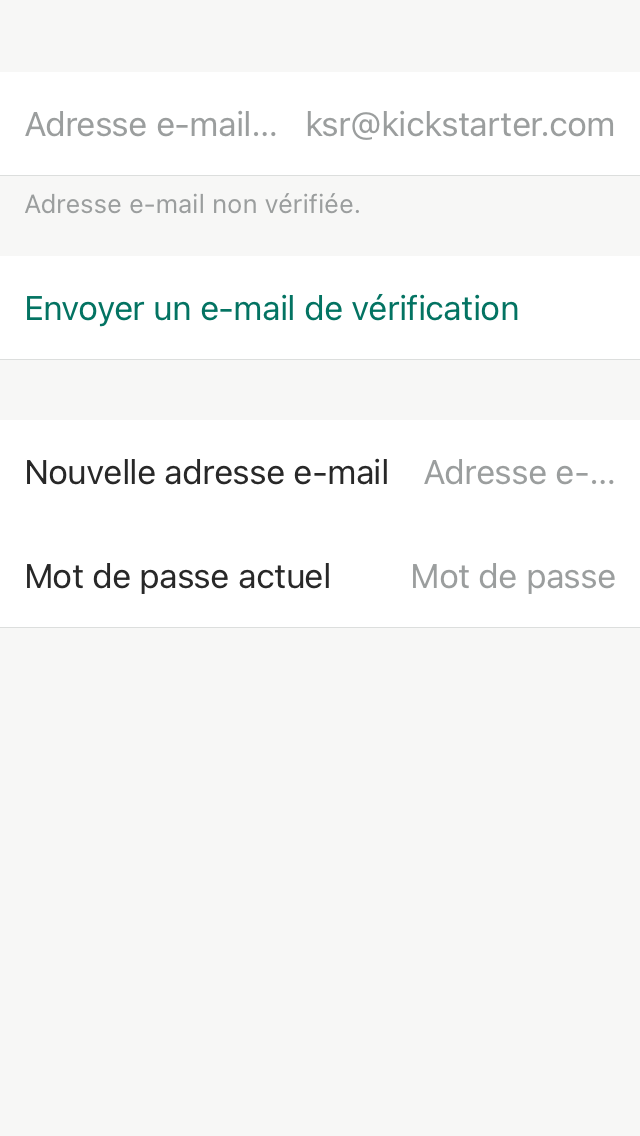 Adresse e-mail... ksr@kickstarter.com
Adresse e-mail non vérifiée.
Envoyer un e-mail de vérification
Nouvelle adresse e-mail Adresse e-...
Mot de passe actuel Mot de passe